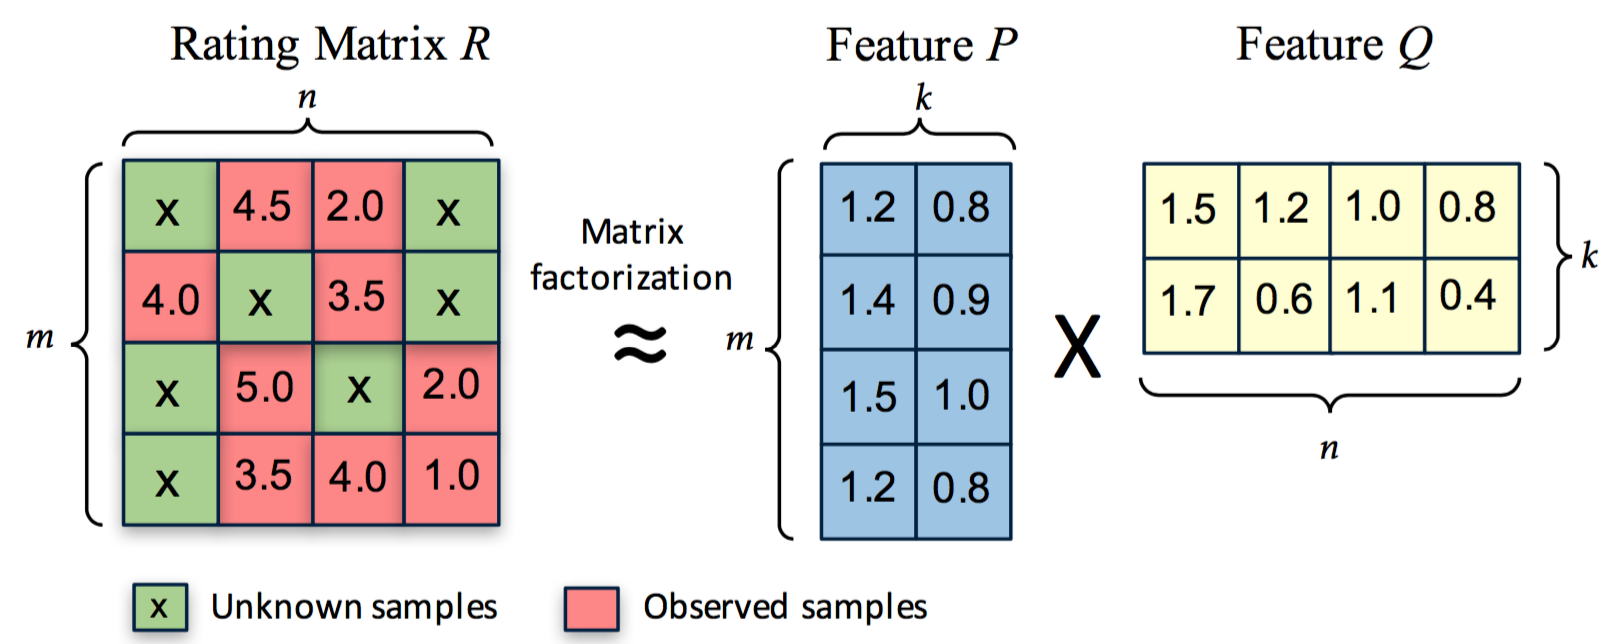 Rating Matrix R
Feature P
Feature Q
n
k
m
x 4.5 2.0 x
4.0 x 3.5 x
x 5.0 x 2.0
x 3.5 4.0 1.0
Matrix
factorization
≈
m
1.2 0.8
1.4 0.9
1.5 1.0
1.2 0.8
X
1.5 1.2 1.0 0.8
1.7 0.6 1.1 0.4
k
n
x Unknown samples
Observed samples